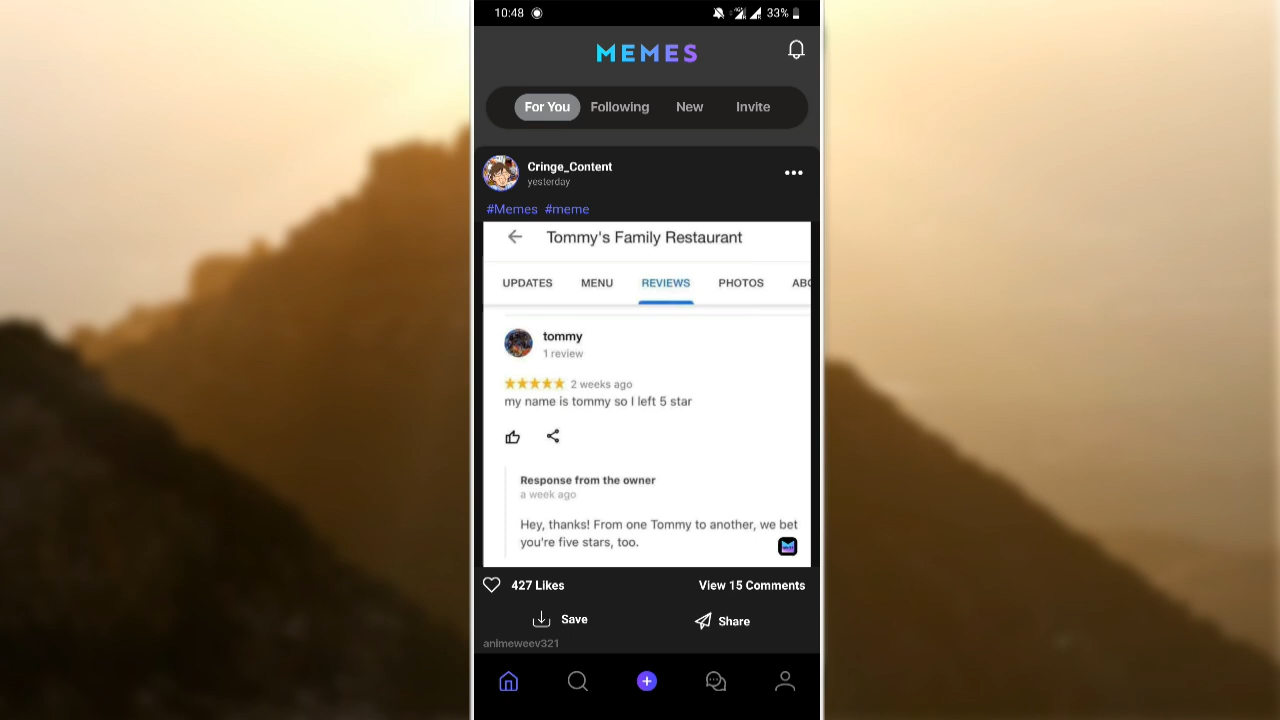 10:48 33%
MEMES
For You Following New Invite
Cringe_Content
yesterday
#Memes #meme
Tommy's Family Restaurant
UPDATES MENU REVIEWS PHOTOS ABO
tommy
1 review
2 weeks ago
my name is tommy so I left 5 star
Response from the owner
a week ago
Hey, thanks! From one Tommy to another, we bet
you're five stars, too.
427 Likes View 15 Comments
Save Share
animeweev321